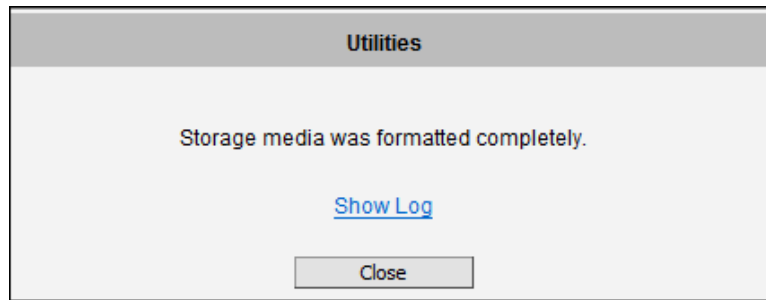 Utilities
Storage media was formatted completely.
Show Log
Close